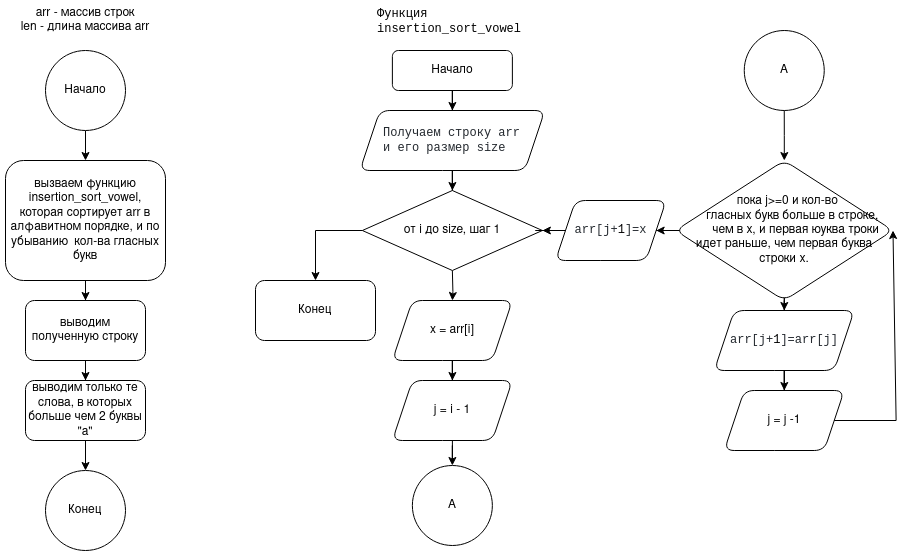 arr - массив строк
len - длина массива arr
Начало
вызваем функцию
insertion_sort_vowel,
которая сортирует arr в
алфавитном порядке, и по
убыванию кол-ва гласных
букв
выводим
полученную строку
выводим только те
слова, в которых
больше чем 2 буквы
"а"
Конец
Функция
insertion_sort_vowel
Начало
Получаем строку arr
и его размер size
от i до size, шаг 1
Конец
x = arr[i]
j = i - 1
A
arr[j+1]=x
A
пока j>=0 и кол-во
гласных букв больше в строке,
чем в x, и первая юуква троки
идет раньше, чем первая буква
строки x.
arr[j+1]=arr[j]
j = j -1